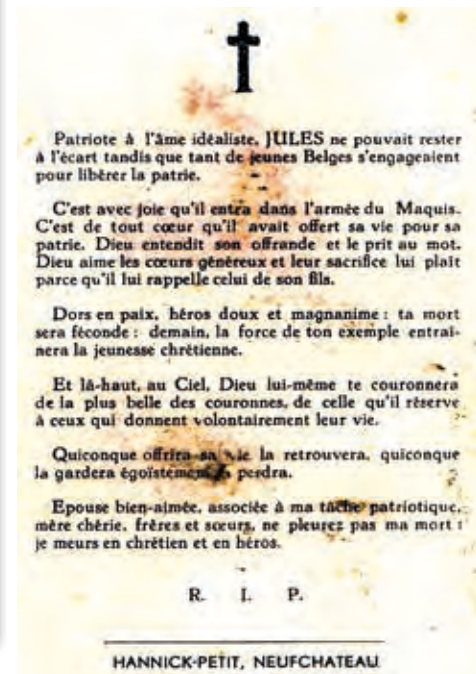 Patriote à l'âme idéaliste, JULES ne pouvait rester
à l'écart tandis que tant de jeunes Belges s'engageaient
pour libérer la patrie.
C'est avec joie qu'il entra dans l'armée du Maquis.
C'est de tout cœur qu'il avait offert sa vie pour sa
patrie. Dieu entendit son offrande et le prit au mot.
Dieu aime les cœurs généreux et leur sacrifice lui plaît
parce qu'il lui rappelle celui de son fils.
Dors en paix, héros doux et magnanime : ta mort
sera féconde : demain, la force de ton exemple entraî-
nera la jeunesse chrétienne.
Et là-haut, au Ciel, Dieu lui-même te couronnera
de la plus belle des couronnes, de celle qu'il réserve
à ceux qui donnent volontairement leur vie.
Quiconque offrira sa vie la retrouvera, quiconque
la gardera égoïstement la perdra.
Epouse bien-aimée, associée à ma tâche patriotique,
mère chérie, frères et sœurs, ne pleurez pas ma mort :
je meurs en chrétien et en héros.
R. I. P.
HANNICK-PETIT, NEUFCHATEAU